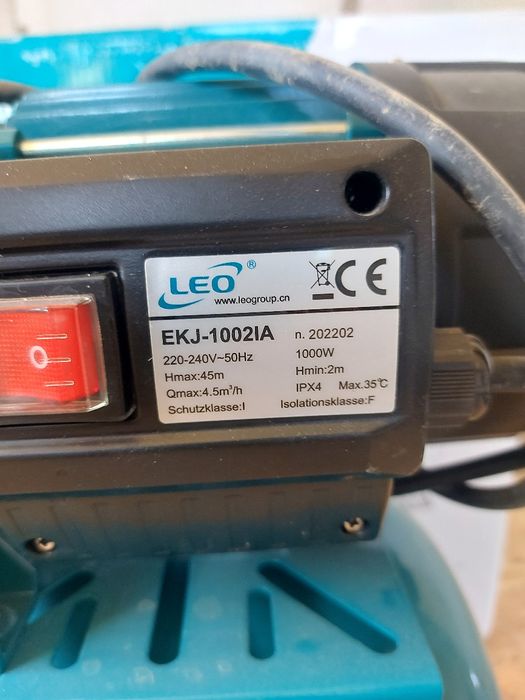 LEO ®
www.leogroup.cn
CE
EKJ-1002IA n. 202202
220-240V~50Hz 1000W
Hmax:45m Hmin:2m
Qmax:4.5m³/h IPX4 Max.35℃
Schutzklasse:I Isolationsklasse:F